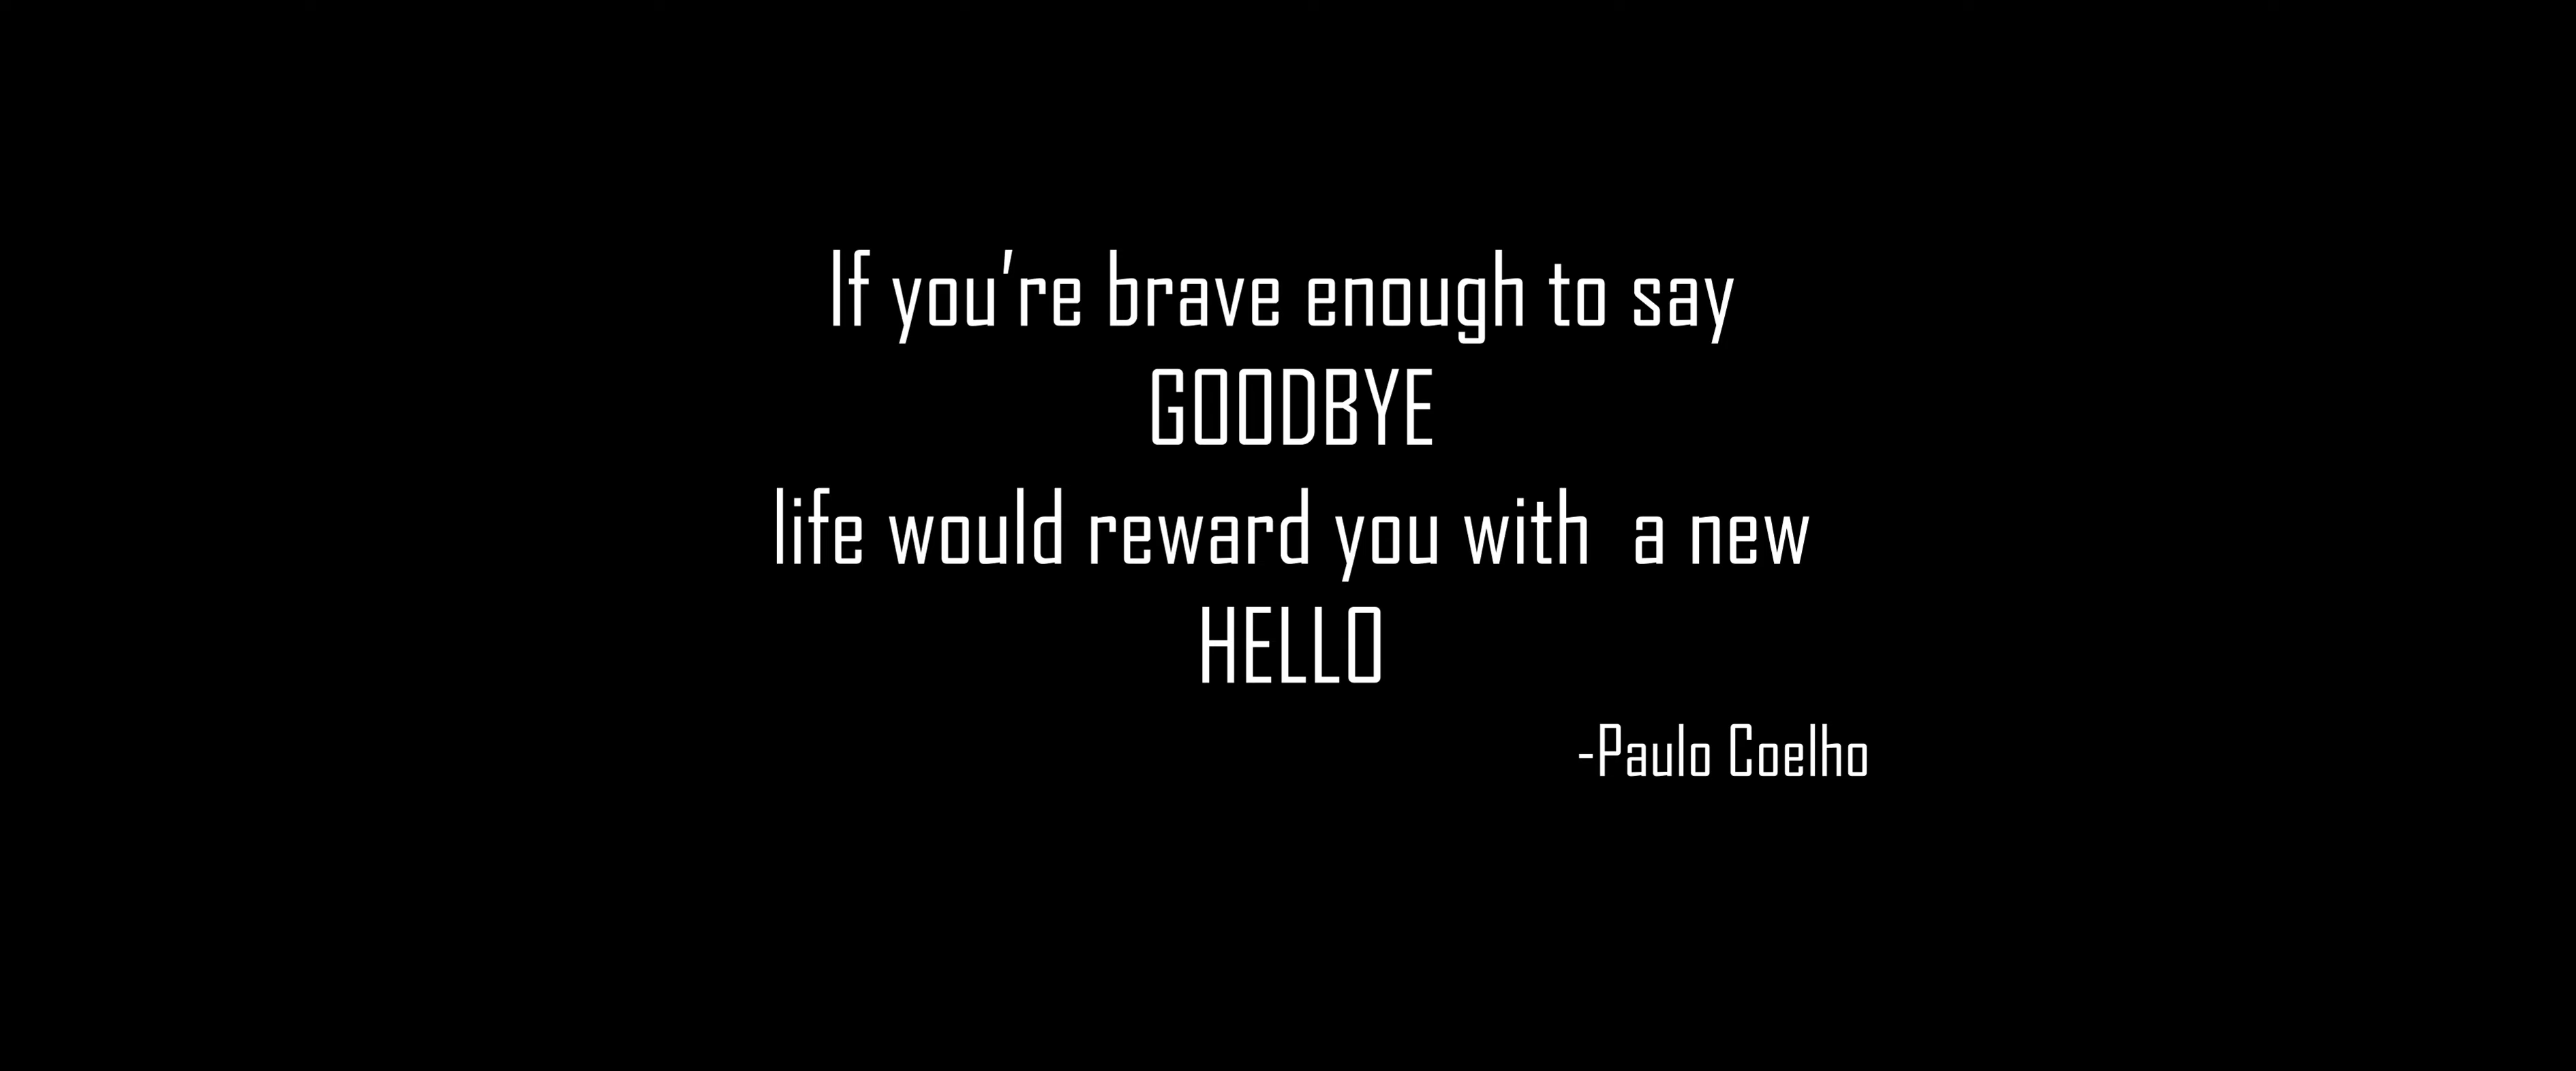 If you're brave enough to say
GOODBYE
life would reward you with  a new
HELLO
-Paulo Coelho